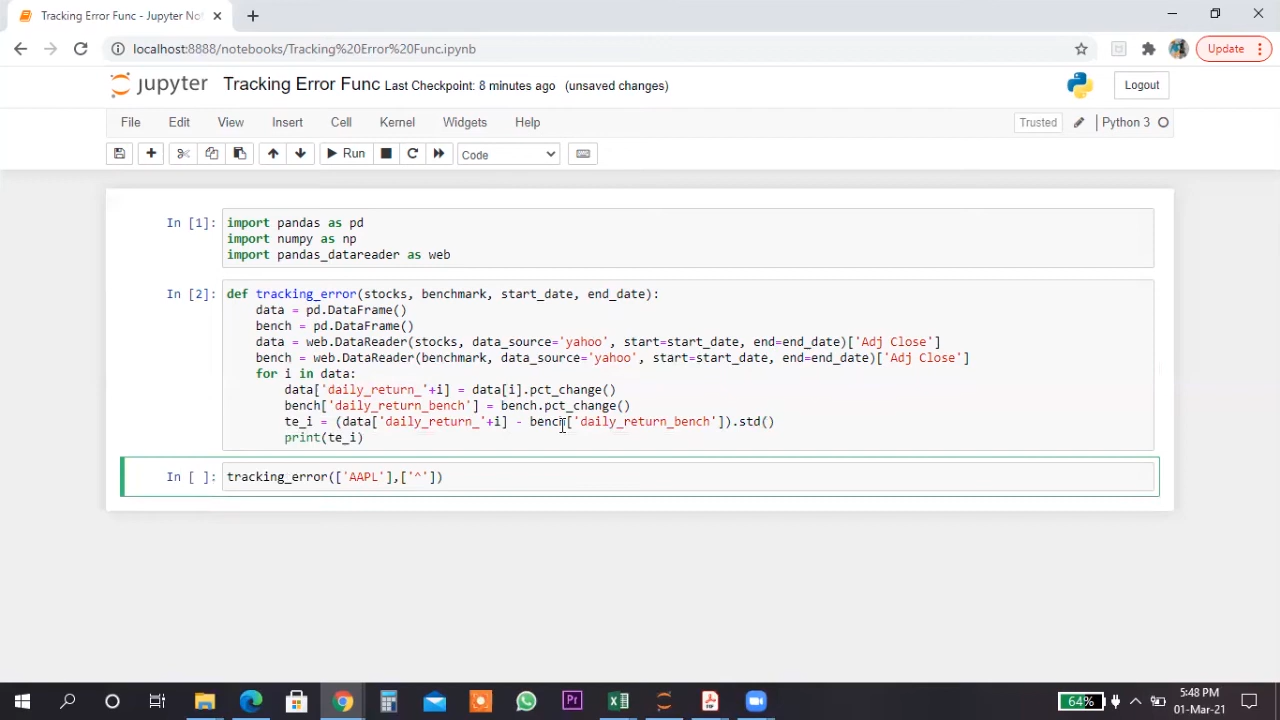 Tracking Error Func - Jupyter Not
localhost:8888/notebooks/Tracking%20Error%20Func.ipynb
Update
jupyter Tracking Error Func Last Checkpoint: 8 minutes ago (unsaved changes)
Logout
File Edit View Insert Cell Kernel Widgets Help
Trusted Python 3
Run Code
In [1]: import pandas as pd
import numpy as np
import pandas_datareader as web
In [2]: def tracking_error(stocks, benchmark, start_date, end_date):
data = pd.DataFrame()
bench = pd.DataFrame()
data = web.DataReader(stocks, data_source='yahoo', start=start_date, end=end_date)['Adj Close']
bench = web.DataReader(benchmark, data_source='yahoo', start=start_date, end=end_date)['Adj Close']
for i in data:
data['daily_return_'+i] = data[i].pct_change()
bench['daily_return_bench'] = bench.pct_change()
te_i = (data['daily_return_'+i] - bench['daily_return_bench']).std()
print(te_i)
In [ ]: tracking_error(['AAPL'],['^'])
64%
5:48 PM
01-Mar-21
Pr